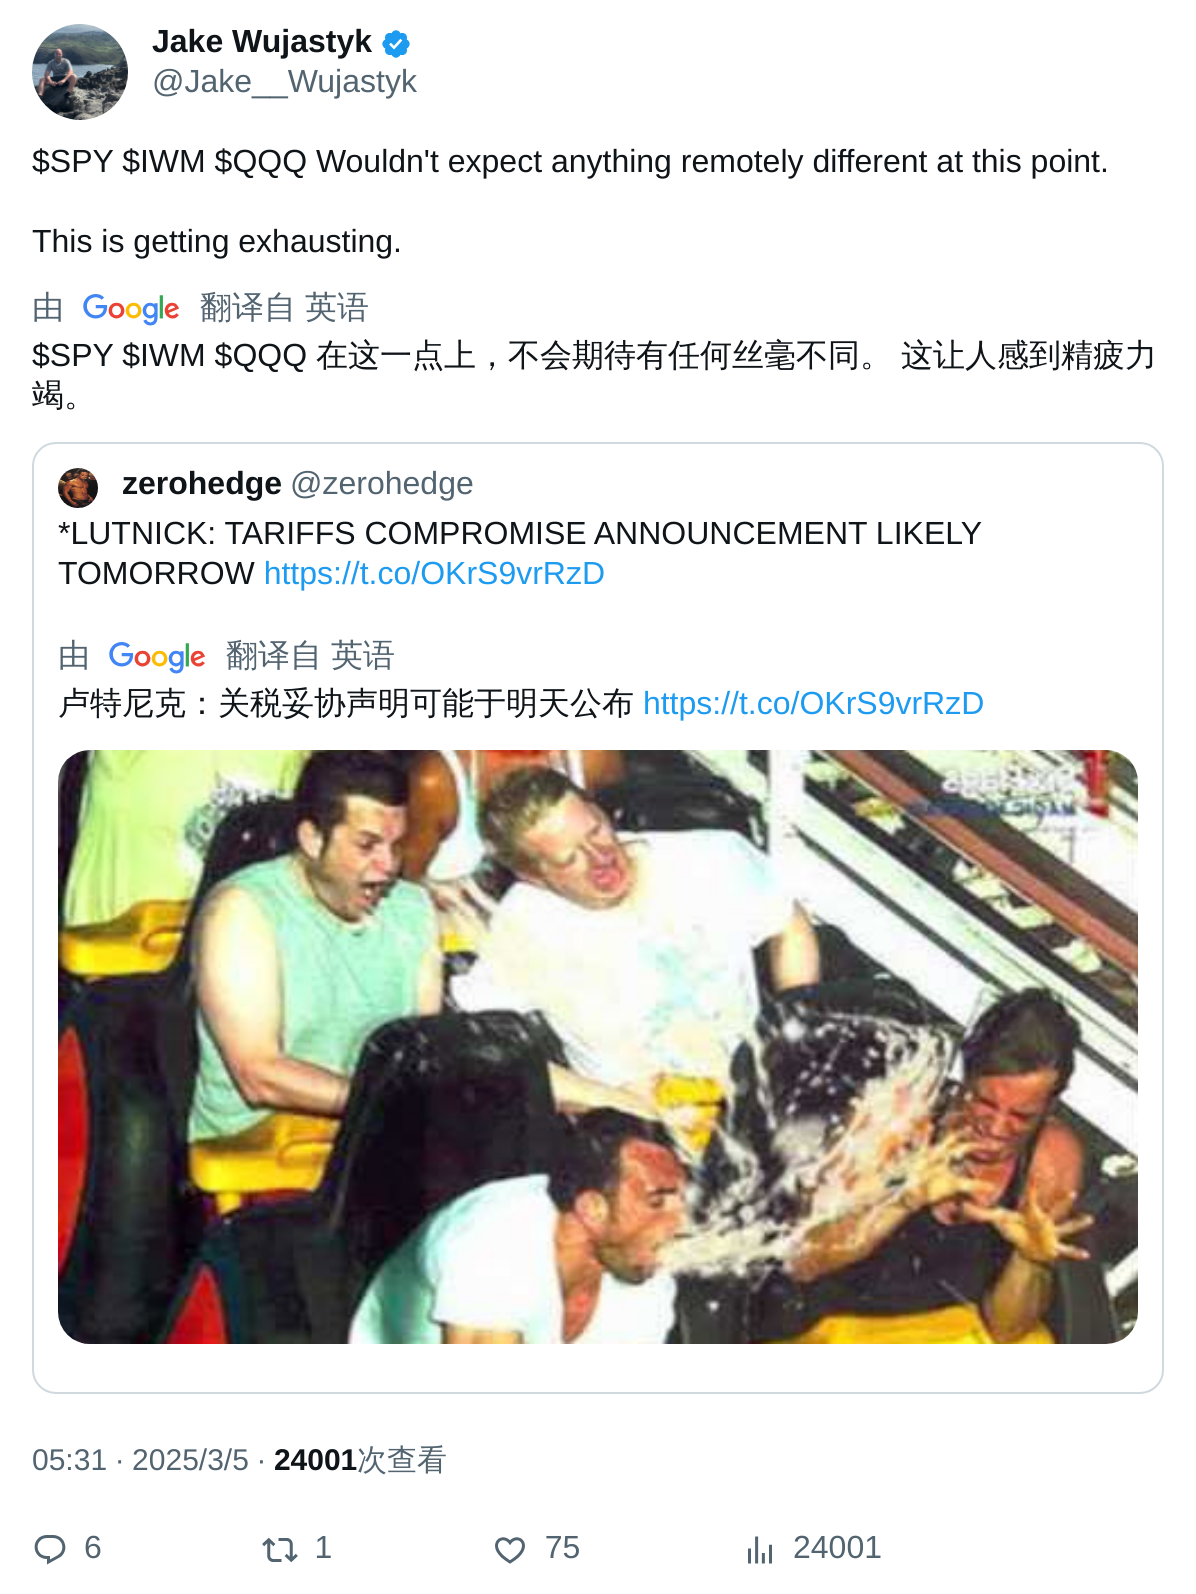 Jake Wujastyk
@Jake__Wujastyk
$SPY $IWM $QQQ Wouldn't expect anything remotely different at this point.
This is getting exhausting.
由 Google 翻译自 英语
$SPY $IWM $QQQ 在这一点上，不会期待有任何丝毫不同。 这让人感到精疲力
竭。
zerohedge @zerohedge
*LUTNICK: TARIFFS COMPROMISE ANNOUNCEMENT LIKELY
TOMORROW https://t.co/OKrS9vrRzD
由 Google 翻译自 英语
卢特尼克：关税妥协声明可能于明天公布 https://t.co/OKrS9vrRzD
05:31 · 2025/3/5 · 24001次查看
6 1 75 24001